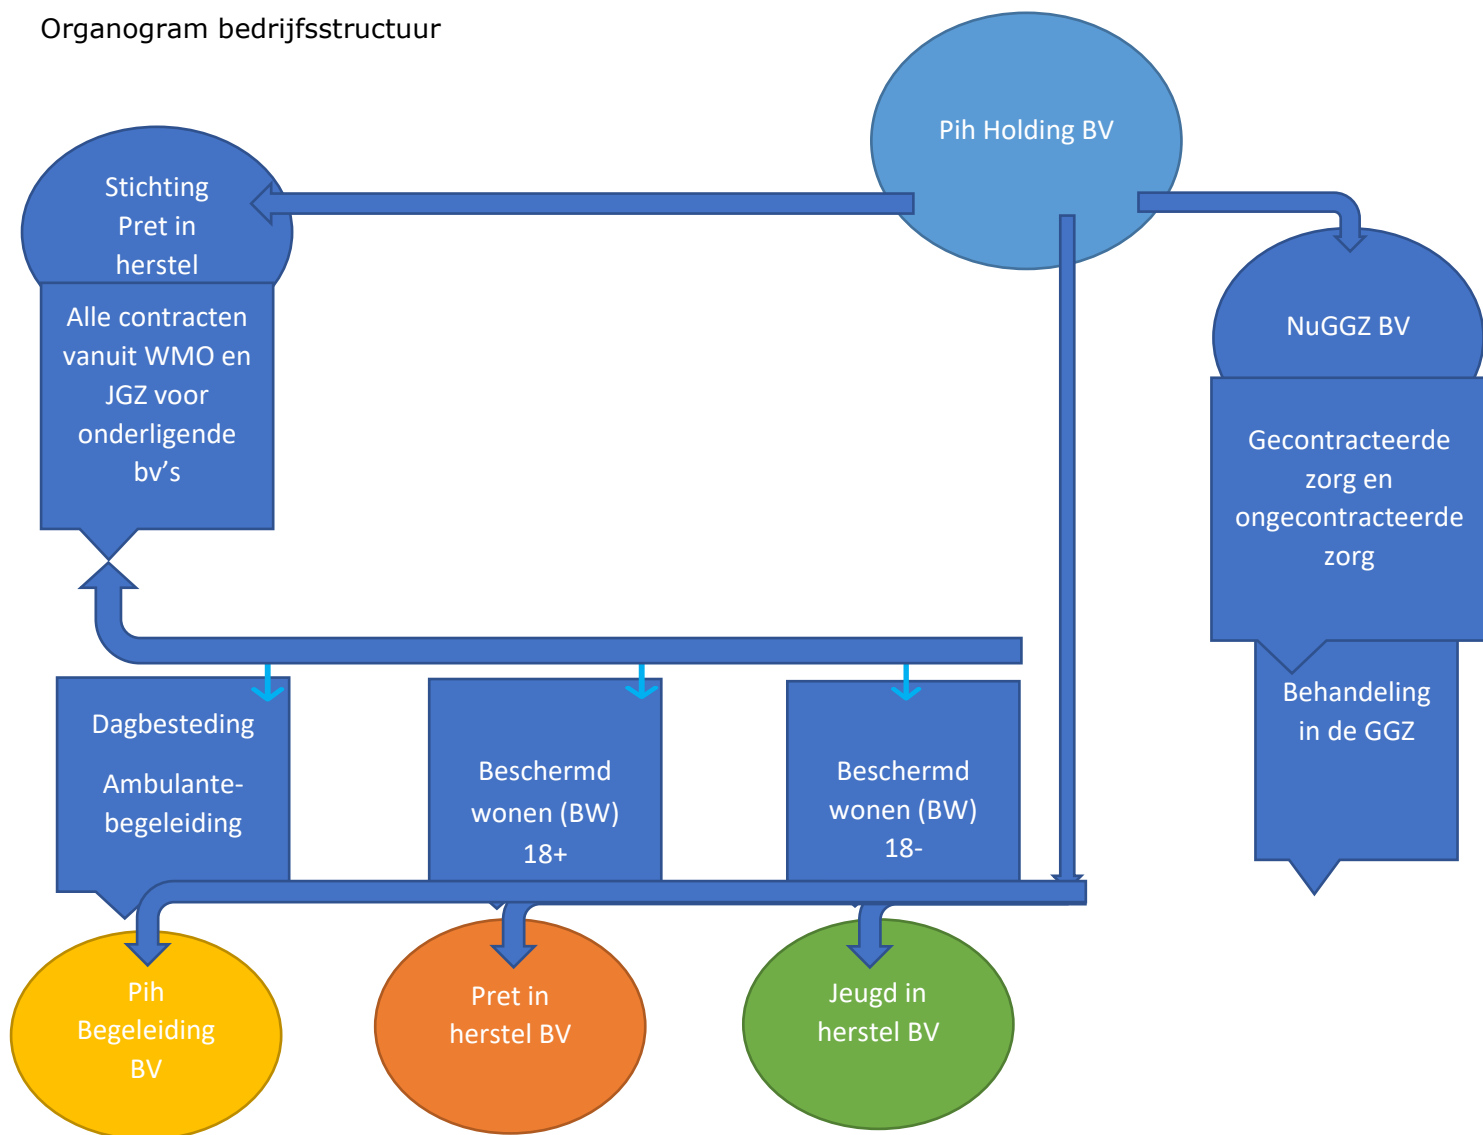 Organogram bedrijfsstructuur
Pih Holding BV
Stichting
Pret in
herstel
Alle contracten
vanuit WMO en
JGZ voor
onderligende
bv's
NuGGZ BV
Gecontracteerde
zorg en
ongecontracteerde
zorg
Behandeling
in de GGZ
Dagbesteding
Ambulante-
begeleiding
Beschermd
wonen (BW)
18+
Beschermd
wonen (BW)
18-
Pih
Begeleiding
BV
Pret in
herstel BV
Jeugd in
herstel BV